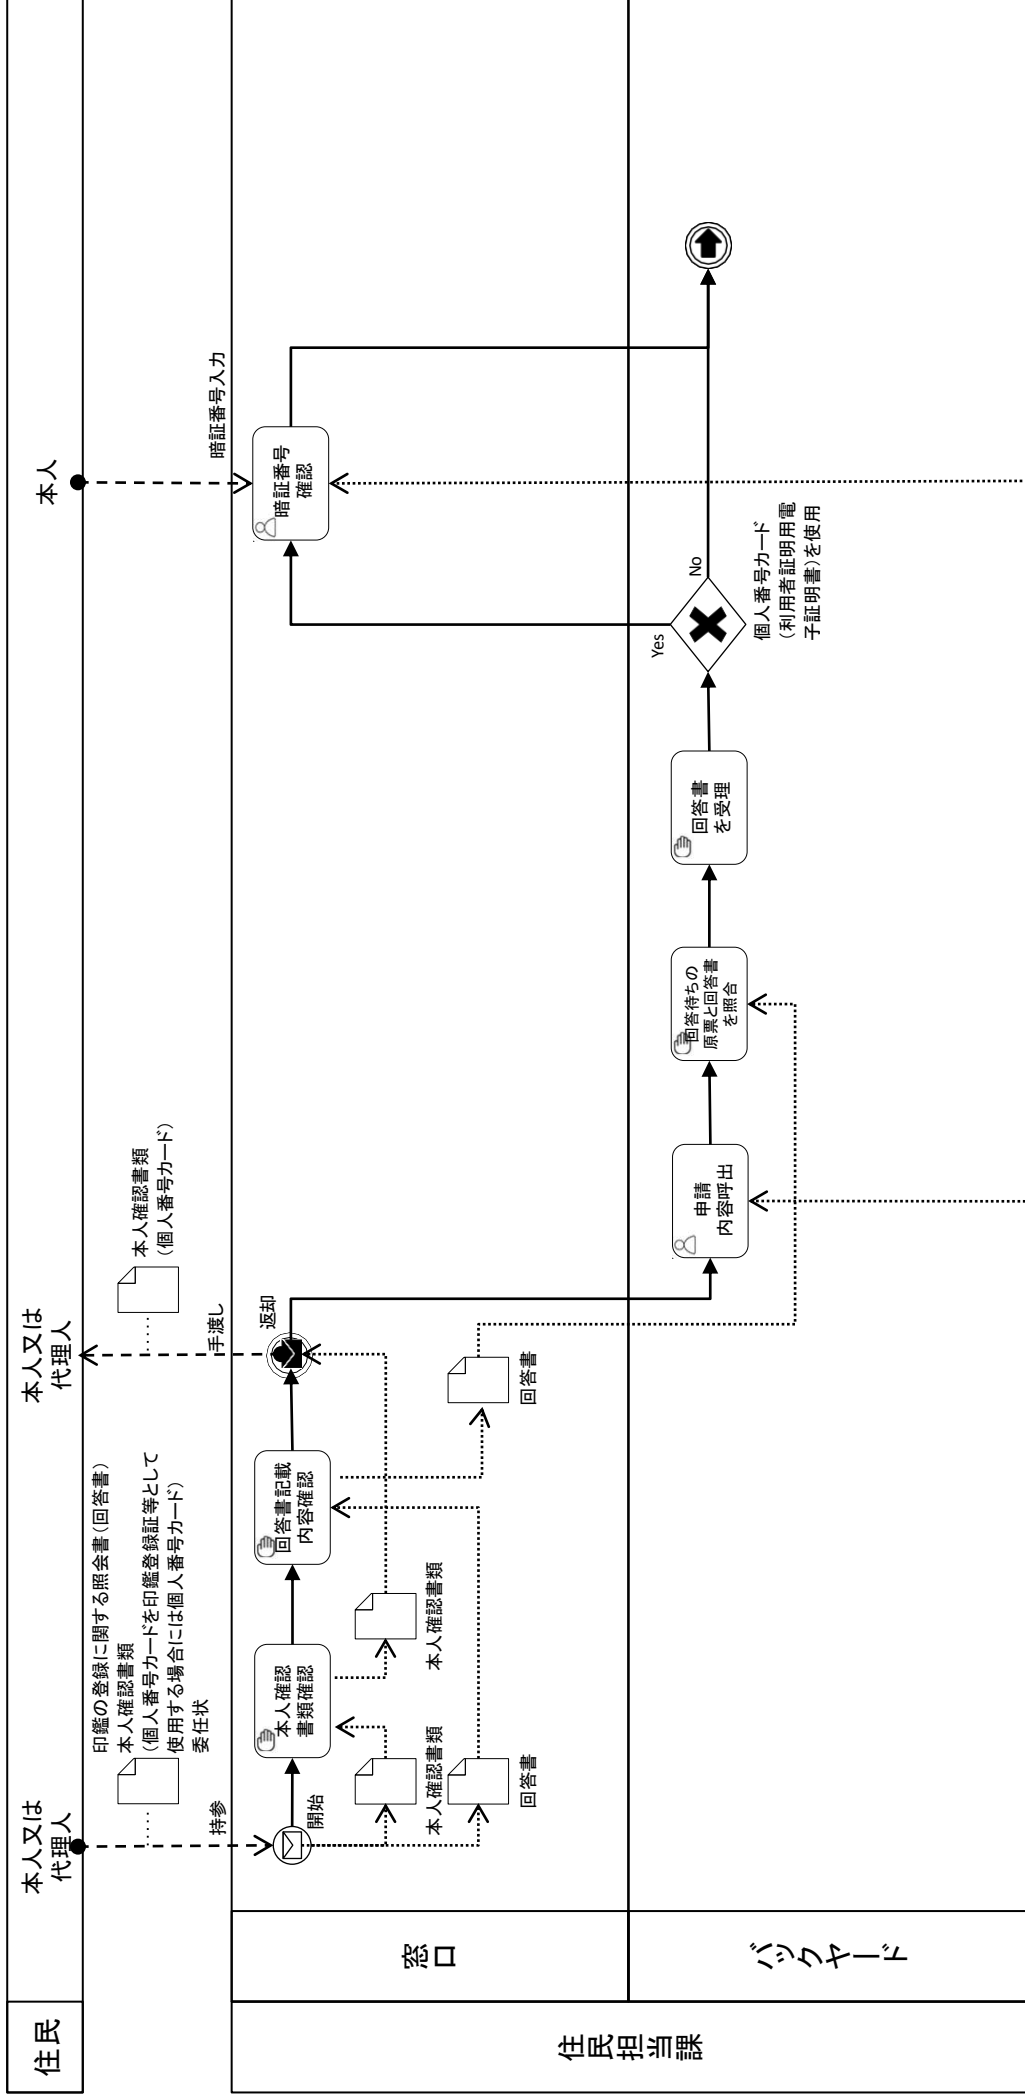 住民
本人又は
代理人
本人又は
代理人
本人
印鑑の登録に関する照会書(回答書)
本人確認書類
(個人番号カードを印鑑登録証等として
使用する場合には個人番号カード)
委任状
持参
本人確認書類
(個人番号カード)
手渡し
暗証番号入力
住民担当課
窓口
開始
本人確認
書類確認
回答書記載
内容確認
返却
暗証番号
確認
本人確認書類
本人確認書類
回答書
回答書
バックヤード
申請
内容呼出
回答待ちの
原票と回答書
を照合
回答書
を受理
Yes
No
個人番号カード
(利用者証明用電
子証明書)を使用